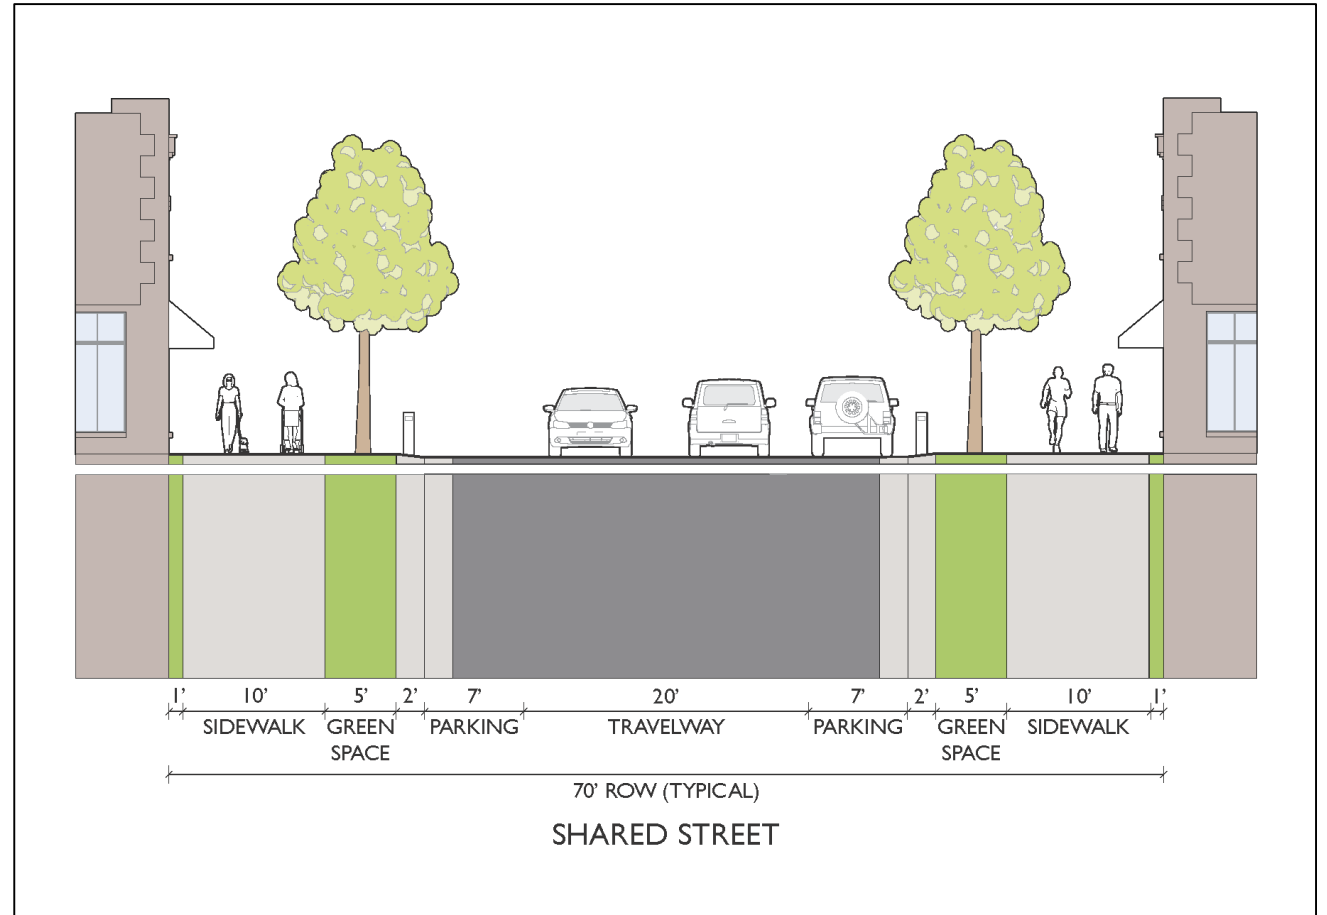 1’ 10’ 5’ 2’ 7’ 20’ 7’ 2’ 5’ 10’ 1’
SIDEWALK GREEN PARKING TRAVELWAY PARKING GREEN SIDEWALK
SPACE SPACE
70’ ROW (TYPICAL)
SHARED STREET